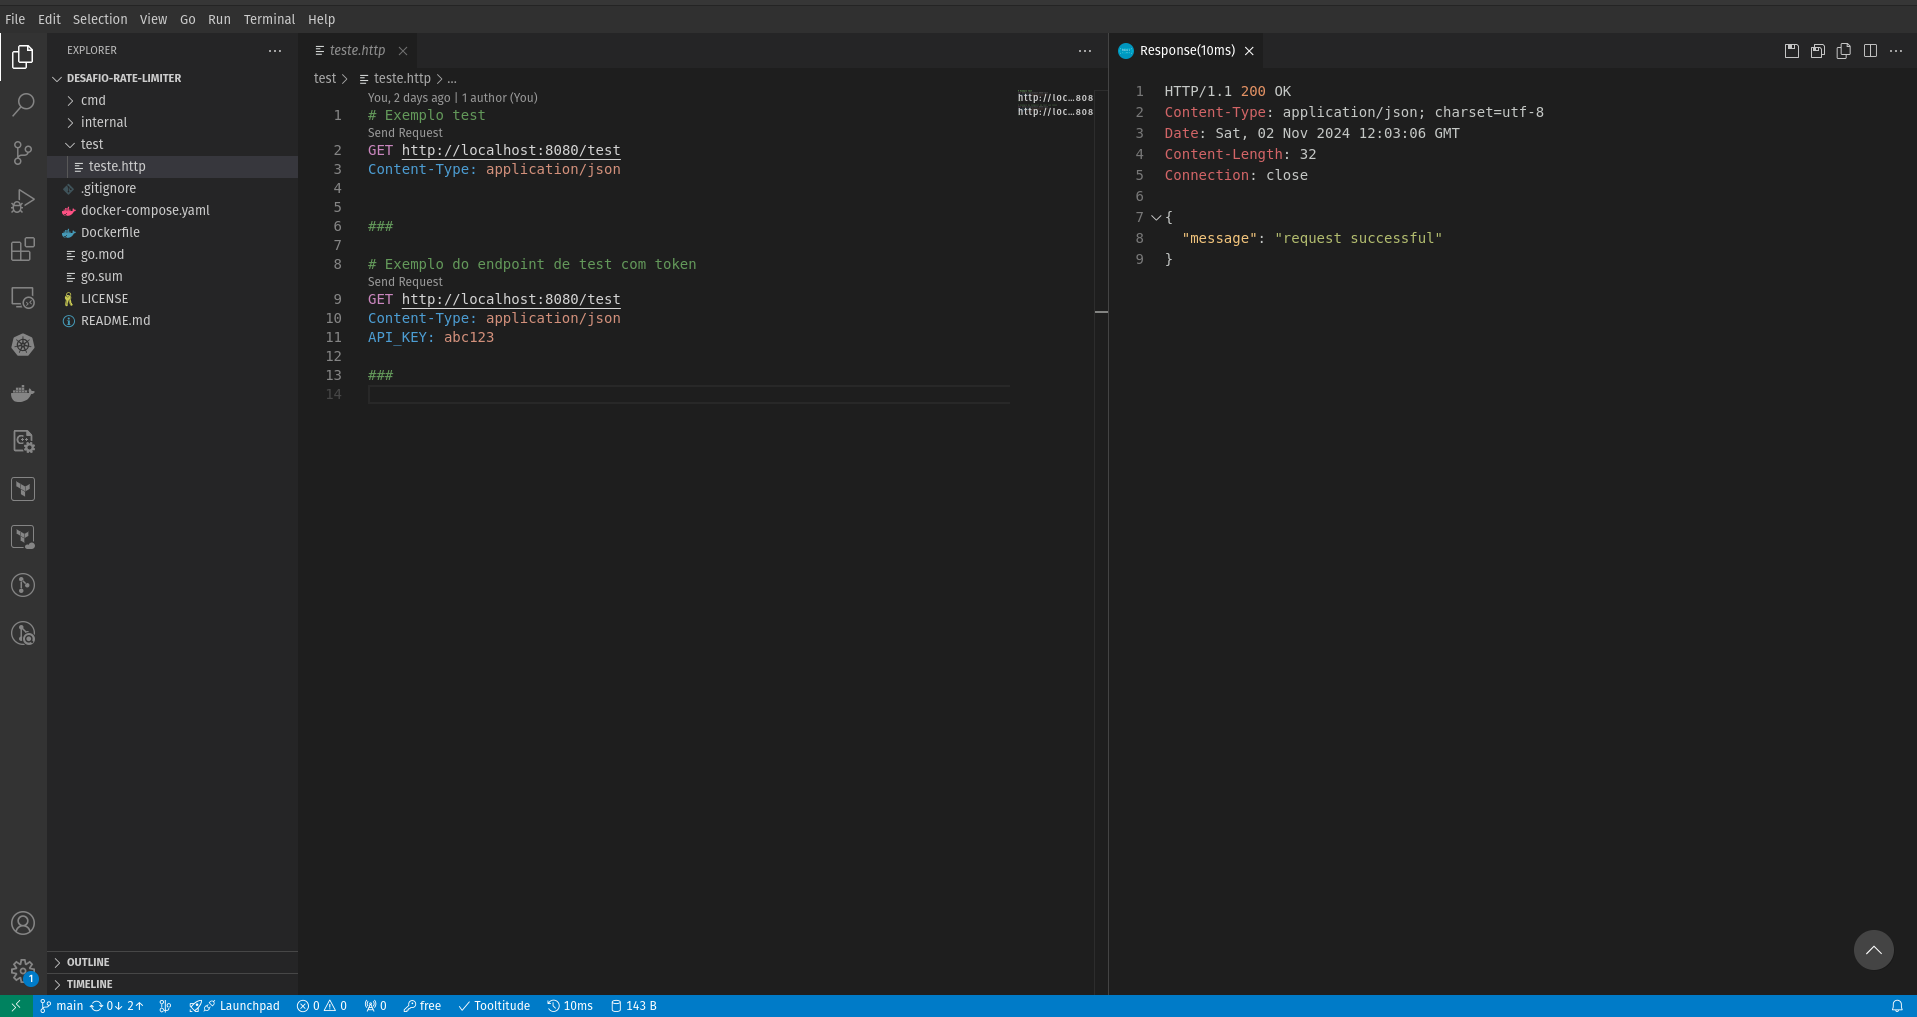 File Edit Selection View Go Run Terminal Help
EXPLORER
DESAFIO-RATE-LIMITER
cmd
internal
test
teste.http
.gitignore
docker-compose.yaml
Dockerfile
go.mod
go.sum
LICENSE
README.md
OUTLINE
TIMELINE
teste.http
test > teste.http > ...
You, 2 days ago | 1 author (You)
1 # Exemplo test
Send Request
2 GET http://localhost:8080/test
3 Content-Type: application/json
4
5
6 ###
7
8 # Exemplo do endpoint de test com token
Send Request
9 GET http://localhost:8080/test
10 Content-Type: application/json
11 API_KEY: abc123
12
13 ###
14
http://loc...808
http://loc...808
Response(10ms)
1 HTTP/1.1 200 OK
2 Content-Type: application/json; charset=utf-8
3 Date: Sat, 02 Nov 2024 12:03:06 GMT
4 Content-Length: 32
5 Connection: close
6
7 {
8 "message": "request successful"
9 }
1
main 0↓ 2↑ Launchpad 0 0 0 free Tooltitude 10ms 143 B